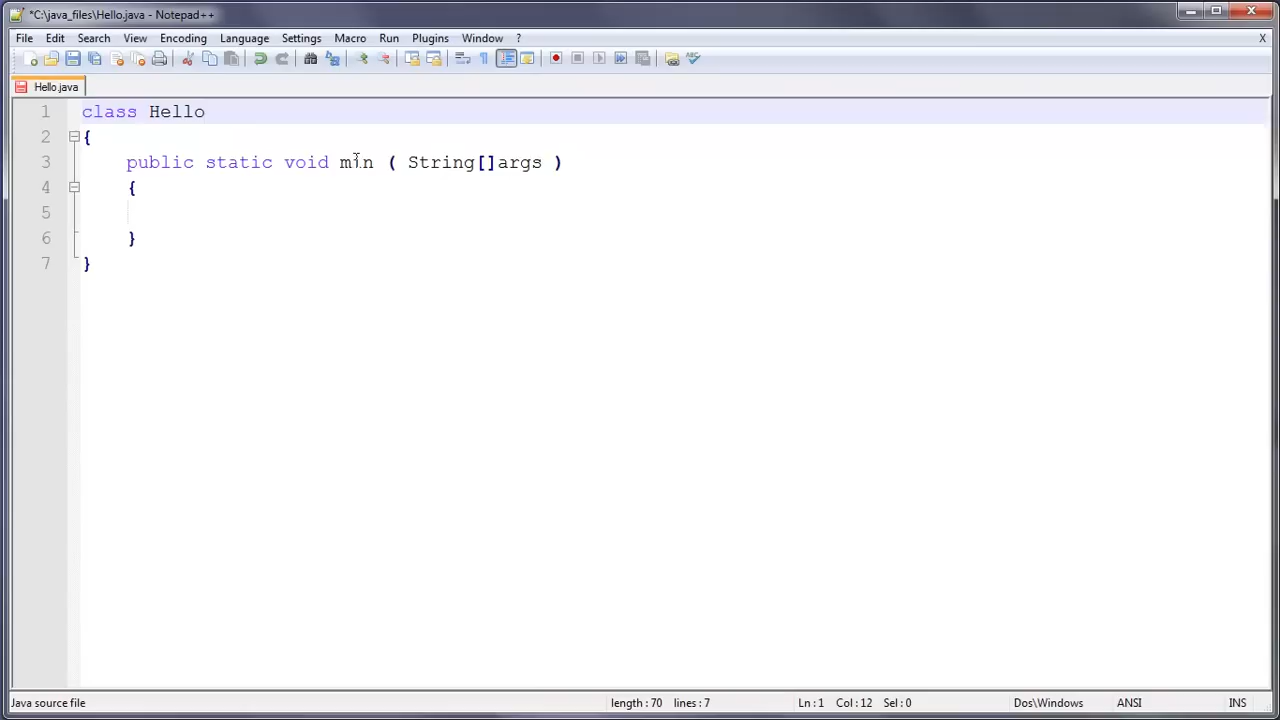 *C:\java_files\Hello.java - Notepad++
File Edit Search View Encoding Language Settings Macro Run Plugins Window ? X
Hello.java
1 class Hello
2 {
3 public static void min ( String[]args )
4 {
5
6 }
7 }
Java source file length : 70 lines : 7 Ln : 1 Col : 12 Sel : 0 Dos\Windows ANSI INS